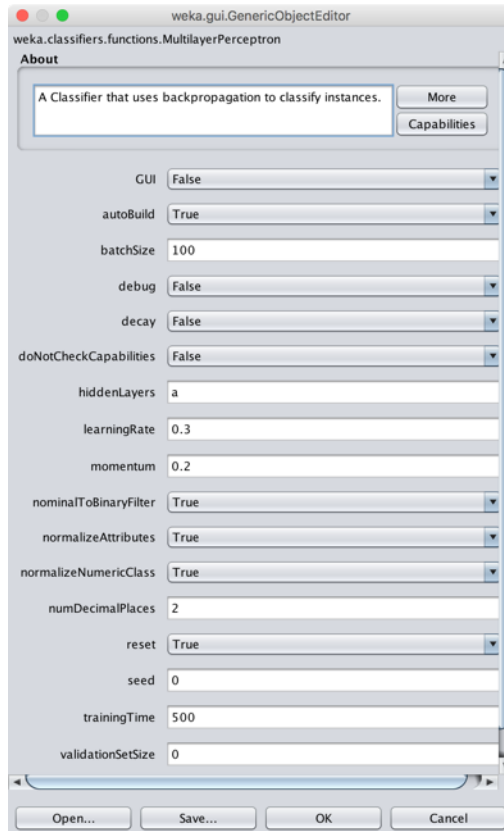 weka.gui.GenericObjectEditor
weka.classifiers.functions.MultilayerPerceptron
About
A Classifier that uses backpropagation to classify instances.
More
Capabilities
GUI False
autoBuild True
batchSize 100
debug False
decay False
doNotCheckCapabilities False
hiddenLayers a
learningRate 0.3
momentum 0.2
nominalToBinaryFilter True
normalizeAttributes True
normalizeNumericClass True
numDecimalPlaces 2
reset True
seed 0
trainingTime 500
validationSetSize 0
Open... Save... OK Cancel